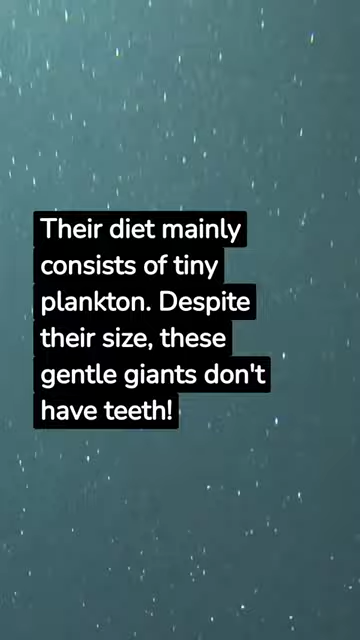 Their diet mainly
consists of tiny
plankton. Despite
their size, these
gentle giants don't
have teeth!